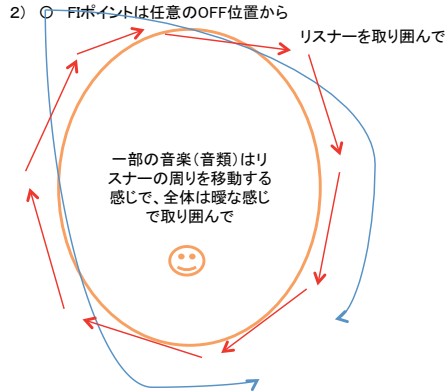 2） ○ FIポイントは任意のOFF位置から
リスナーを取り囲んで
一部の音楽（音類）はリ
スナーの周りを移動する
感じで、全体は曖な感じ
で取り囲んで